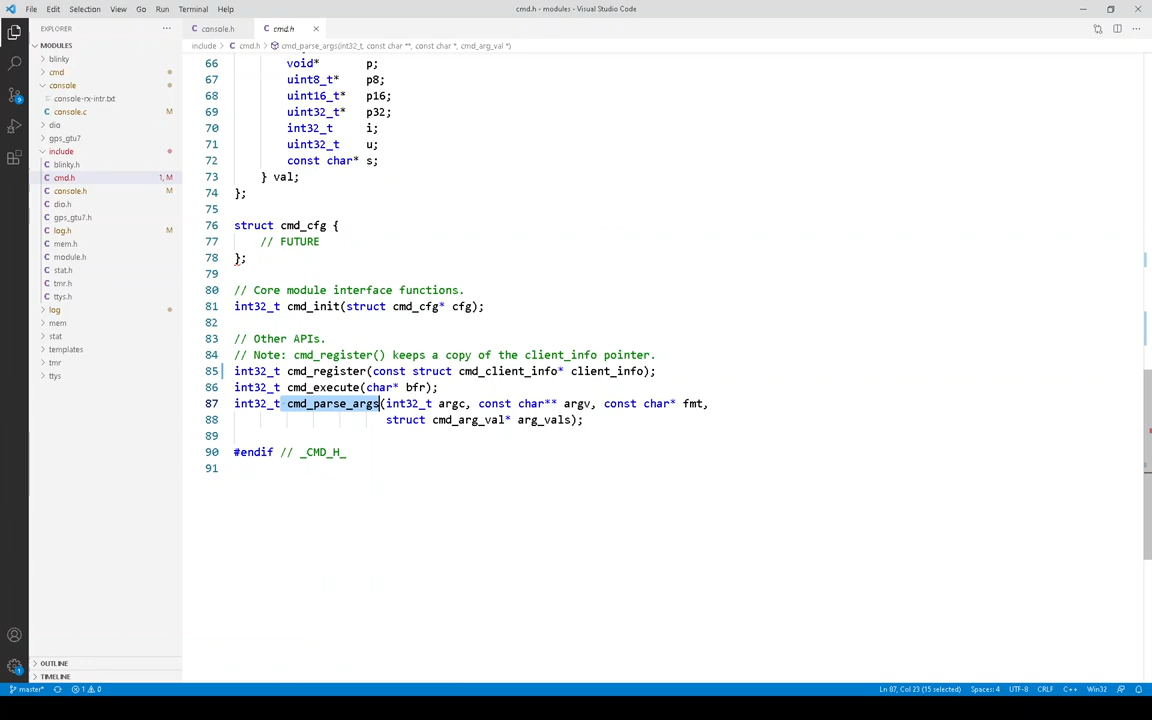 File Edit Selection View Go Run Terminal Help
cmd.h - modules - Visual Studio Code
EXPLORER
MODULES
blinky
cmd
console
console-rx-intr.txt
console.c M
dio
gps_gtu7
include
blinky.h
cmd.h 1, M
console.h M
dio.h
gps_gtu7.h
log.h M
mem.h
module.h
stat.h
tmr.h
ttys.h
log
mem
stat
templates
tmr
ttys
OUTLINE
TIMELINE
console.h
cmd.h
include > cmd.h > cmd_parse_args(int32_t, const char **, const char *, cmd_arg_val *)
66 void* p;
67 uint8_t* p8;
68 uint16_t* p16;
69 uint32_t* p32;
70 int32_t i;
71 uint32_t u;
72 const char* s;
73 } val;
74 };
75
76 struct cmd_cfg {
77 // FUTURE
78 };
79
80 // Core module interface functions.
81 int32_t cmd_init(struct cmd_cfg* cfg);
82
83 // Other APIs.
84 // Note: cmd_register() keeps a copy of the client_info pointer.
85 int32_t cmd_register(const struct cmd_client_info* client_info);
86 int32_t cmd_execute(char* bfr);
87 int32_t cmd_parse_args(int32_t argc, const char** argv, const char* fmt,
88 struct cmd_arg_val* arg_vals);
89
90 #endif // _CMD_H_
91
master* 1 0
Ln 87, Col 23 (15 selected) Spaces: 4 UTF-8 CRLF C++ Win32